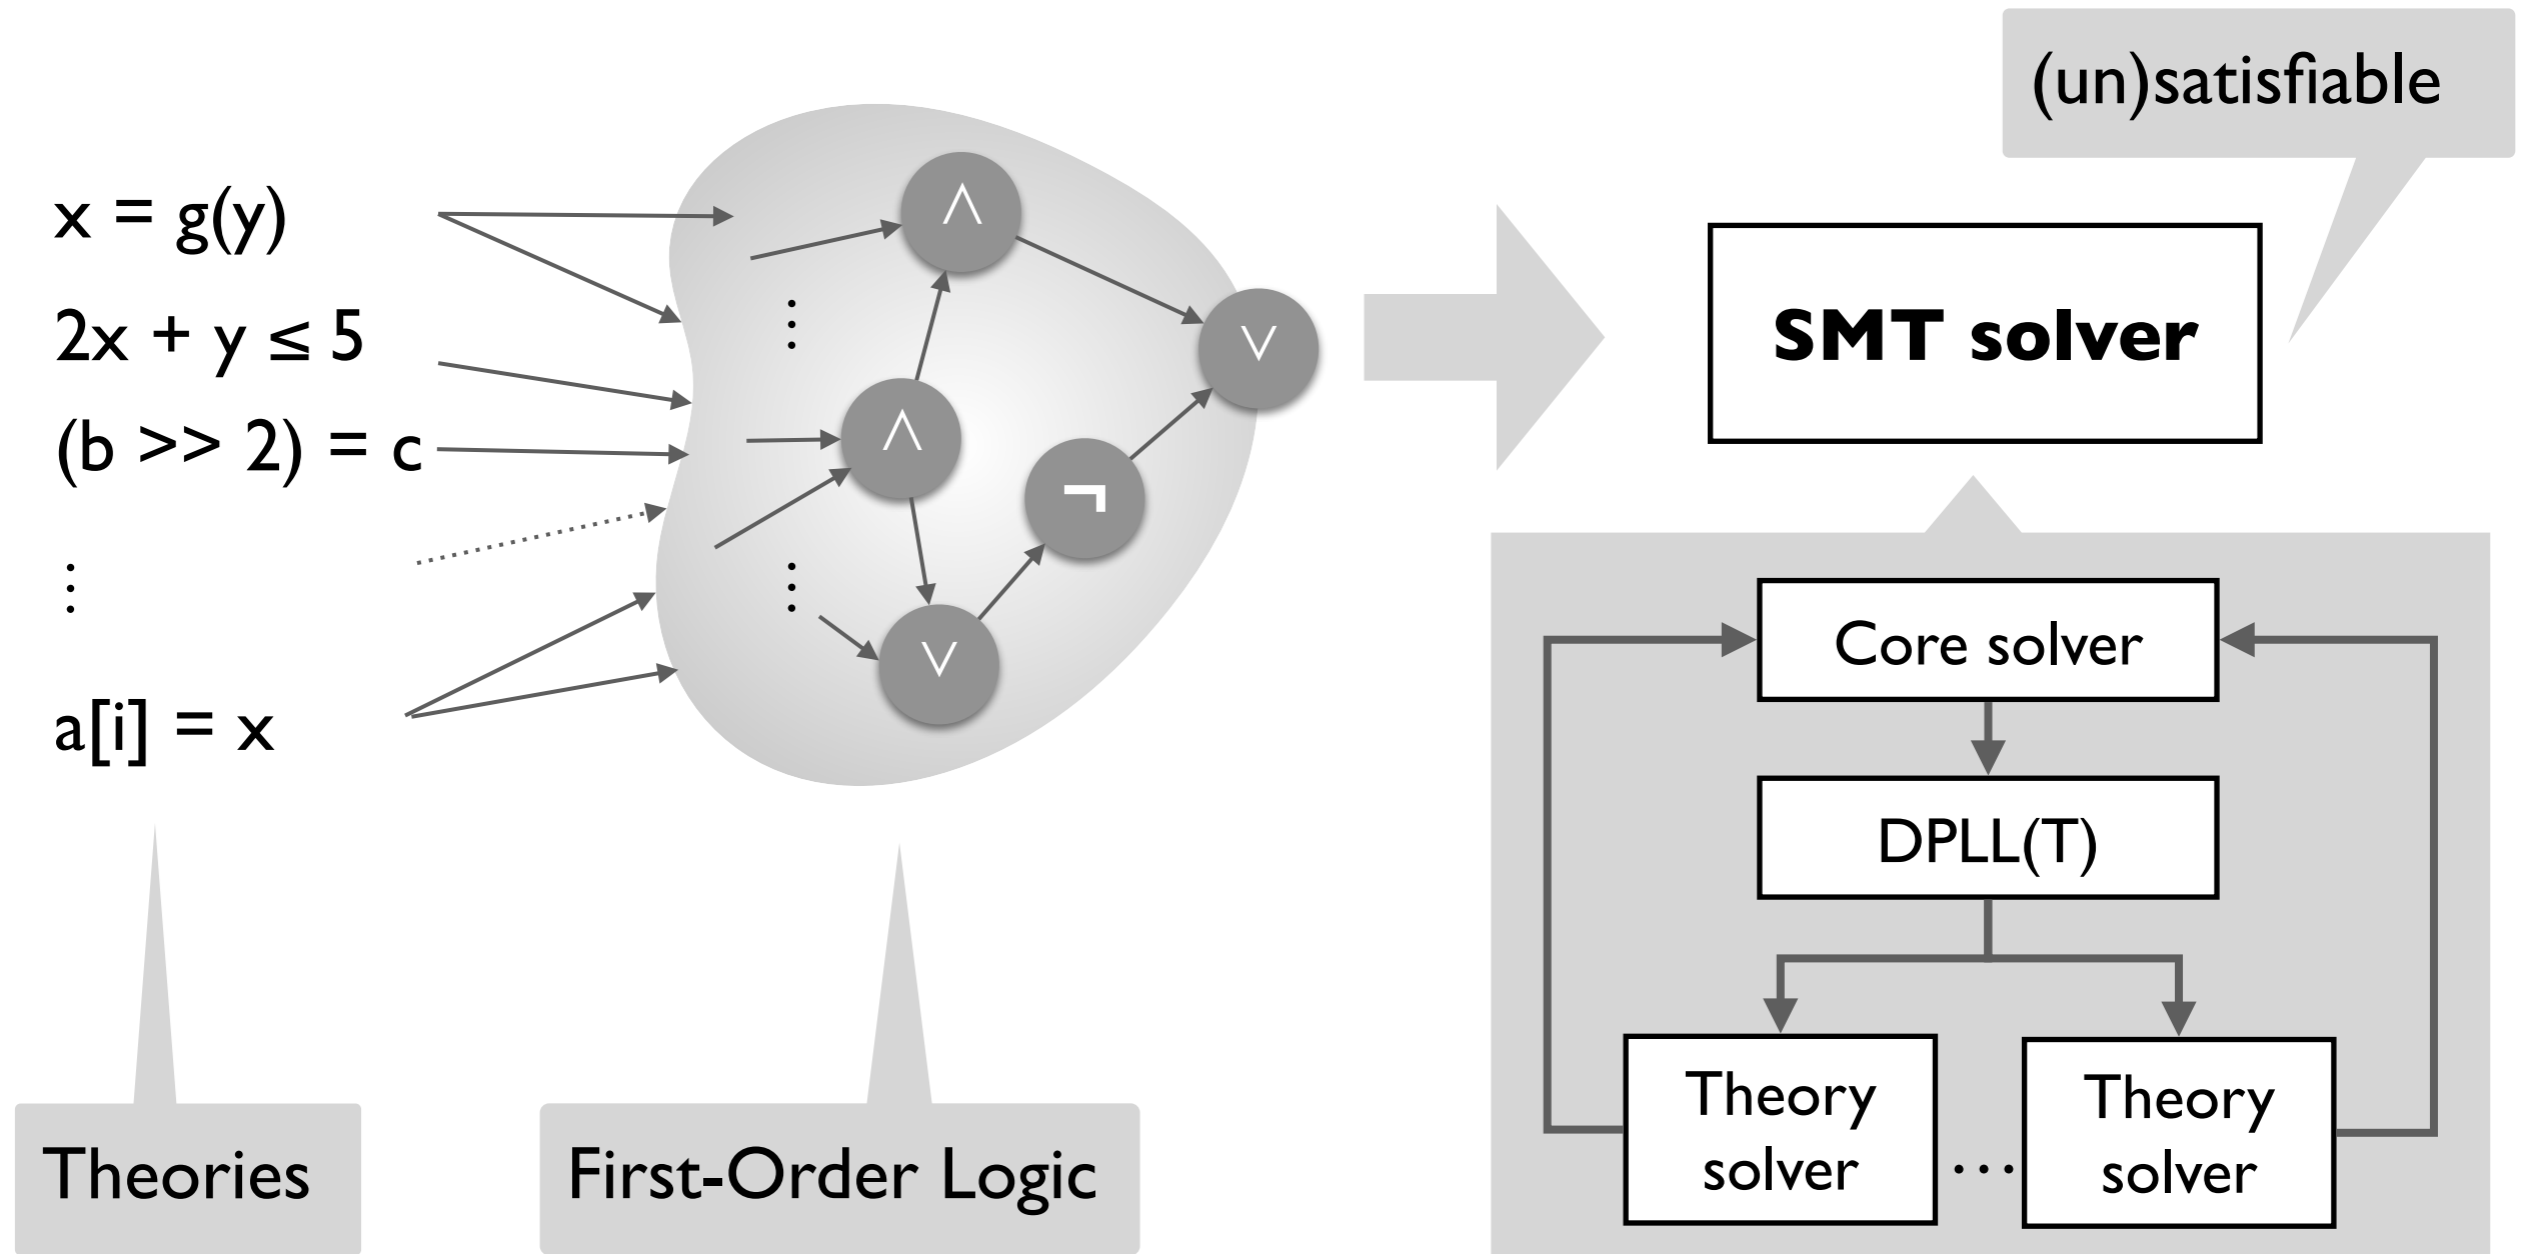 x = g(y)
2x + y ≤ 5
(b >> 2) = c
⋮
a[i] = x
Theories
∧
⋮
∧
∨
¬
⋮
∨
First-Order Logic
(un)satisfiable
SMT solver
Core solver
DPLL(T)
Theory
solver
…
Theory
solver